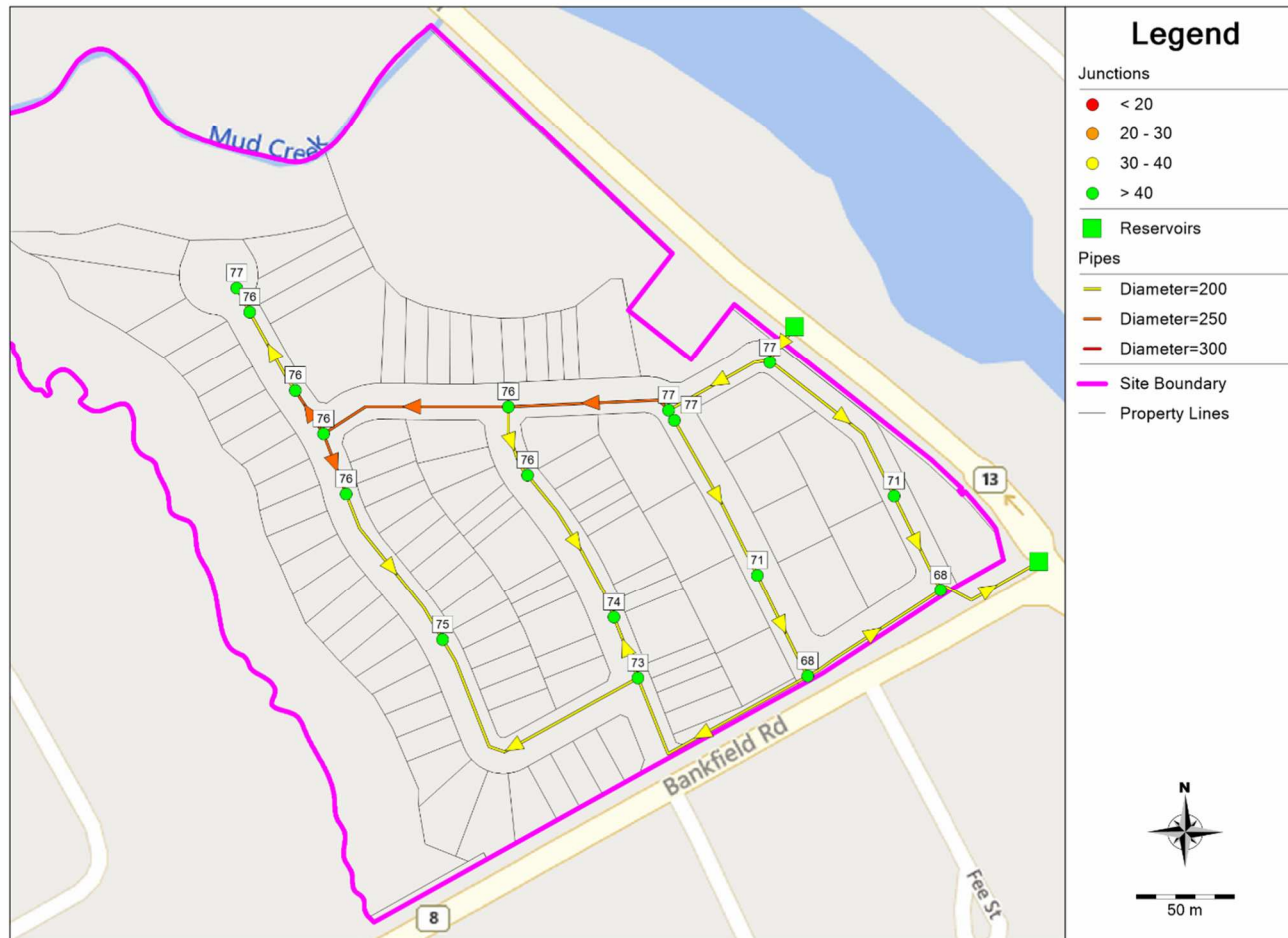 Mud Creek
77
76
76
76
76
76
76
77
77
77
75
74
73
71
68
71
68
13
Bankfield Rd
8
Fee St
Legend
Junctions
< 20
20 - 30
30 - 40
> 40
Reservoirs
Pipes
Diameter=200
Diameter=250
Diameter=300
Site Boundary
Property Lines
N
50 m